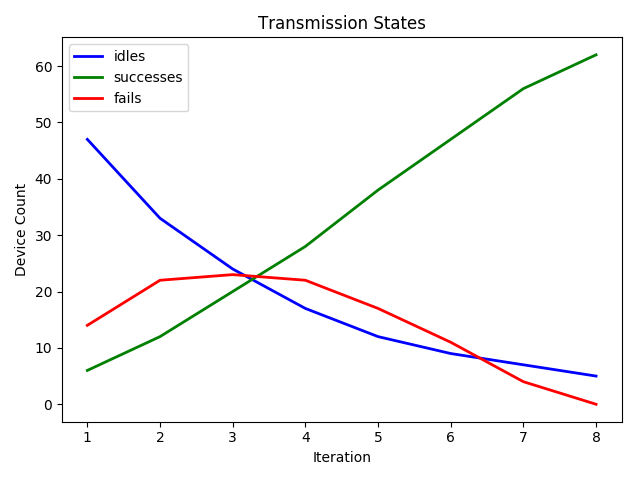 Transmission States
idles
successes
fails
Device Count
60
50
40
30
20
10
0
1 2 3 4 5 6 7 8
Iteration